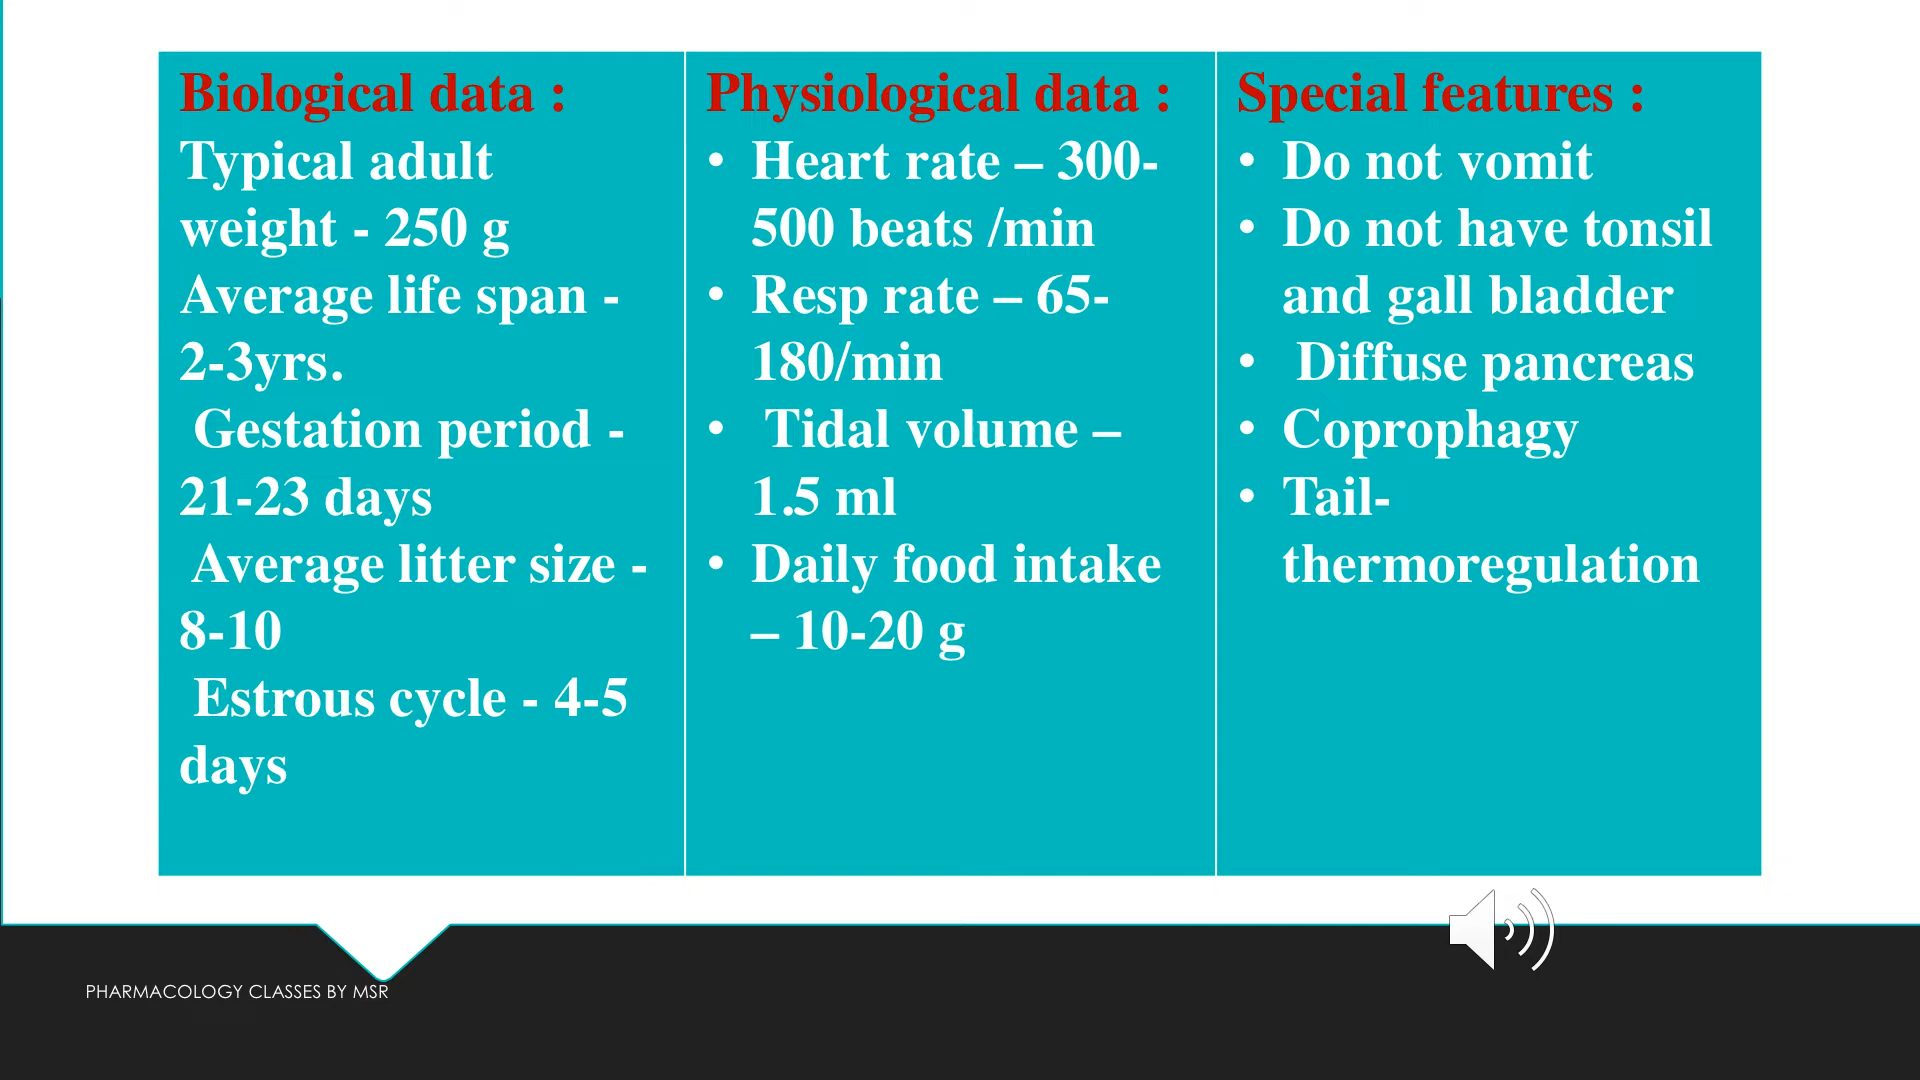 Biological data :
Typical adult
weight - 250 g
Average life span -
2-3yrs.
Gestation period -
21-23 days
Average litter size -
8-10
Estrous cycle - 4-5
days
Physiological data :
• Heart rate – 300-
500 beats /min
• Resp rate – 65-
180/min
• Tidal volume –
1.5 ml
• Daily food intake
– 10-20 g
Special features :
• Do not vomit
• Do not have tonsil
and gall bladder
• Diffuse pancreas
• Coprophagy
• Tail-
thermoregulation
PHARMACOLOGY CLASSES BY MSR